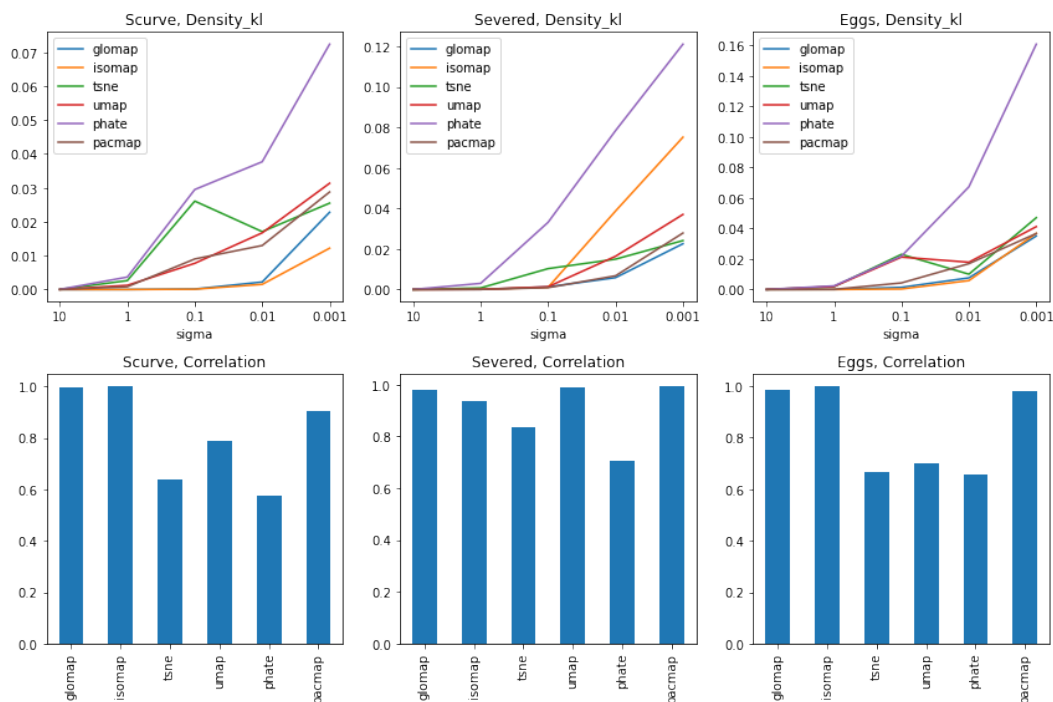 Scurve, Density_kl
0.07
0.06
0.05
0.04
0.03
0.02
0.01
0.00
glomap
isomap
tsne
umap
phate
pacmap
10 1 0.1 0.01 0.001
sigma
Severed, Density_kl
0.12
0.10
0.08
0.06
0.04
0.02
0.00
glomap
isomap
tsne
umap
phate
pacmap
10 1 0.1 0.01 0.001
sigma
Eggs, Density_kl
0.16
0.14
0.12
0.10
0.08
0.06
0.04
0.02
0.00
glomap
isomap
tsne
umap
phate
pacmap
10 1 0.1 0.01 0.001
sigma
Scurve, Correlation
1.0
0.8
0.6
0.4
0.2
0.0
glomap
isomap
tsne
umap
phate
pacmap
Severed, Correlation
1.0
0.8
0.6
0.4
0.2
0.0
glomap
isomap
tsne
umap
phate
pacmap
Eggs, Correlation
1.0
0.8
0.6
0.4
0.2
0.0
glomap
isomap
tsne
umap
phate
pacmap